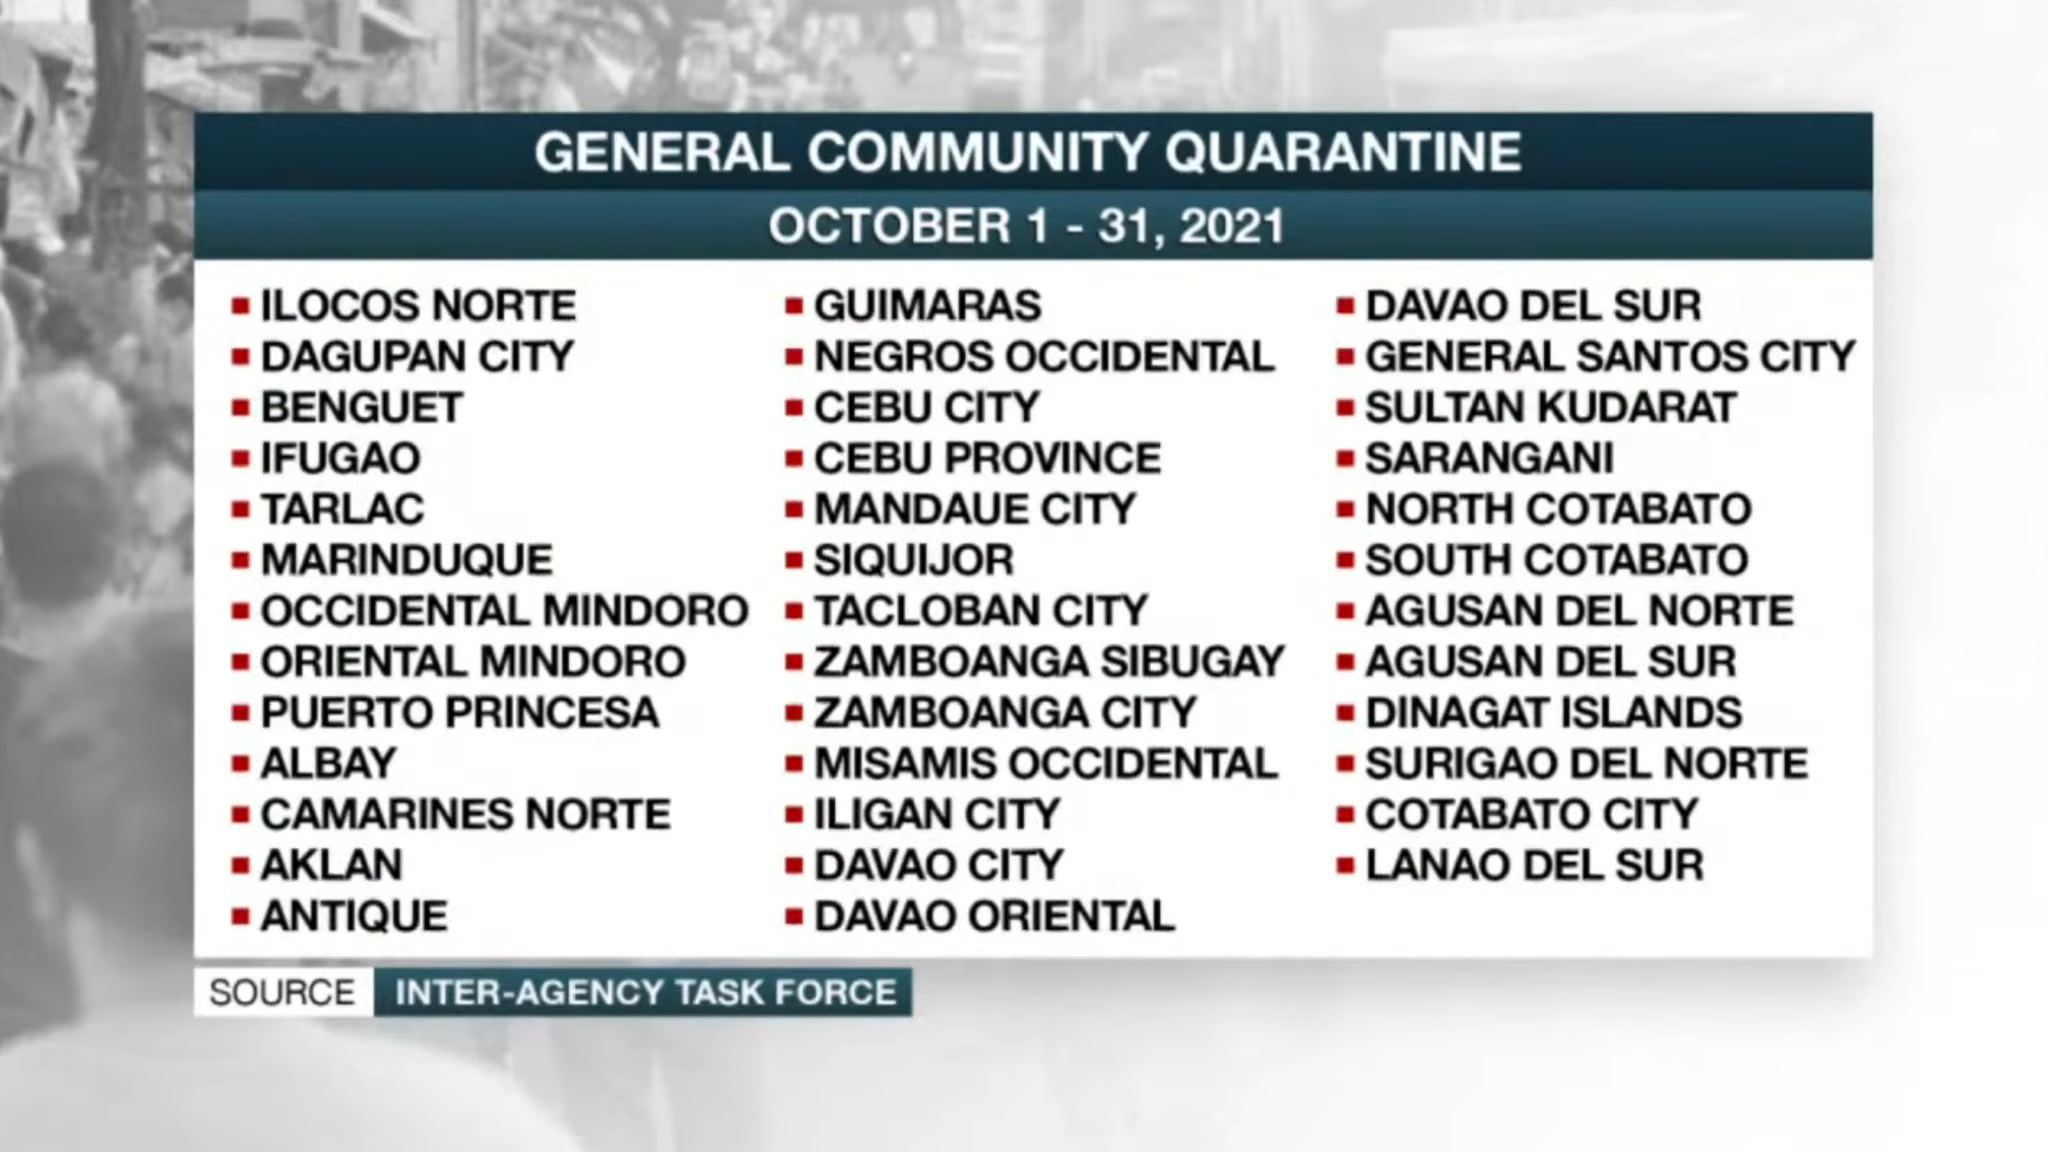 GENERAL COMMUNITY QUARANTINE
OCTOBER 1 - 31, 2021
ILOCOS NORTE
DAGUPAN CITY
BENGUET
IFUGAO
TARLAC
MARINDUQUE
OCCIDENTAL MINDORO
ORIENTAL MINDORO
PUERTO PRINCESA
ALBAY
CAMARINES NORTE
AKLAN
ANTIQUE
GUIMARAS
NEGROS OCCIDENTAL
CEBU CITY
CEBU PROVINCE
MANDAUE CITY
SIQUIJOR
TACLOBAN CITY
ZAMBOANGA SIBUGAY
ZAMBOANGA CITY
MISAMIS OCCIDENTAL
ILIGAN CITY
DAVAO CITY
DAVAO ORIENTAL
DAVAO DEL SUR
GENERAL SANTOS CITY
SULTAN KUDARAT
SARANGANI
NORTH COTABATO
SOUTH COTABATO
AGUSAN DEL NORTE
AGUSAN DEL SUR
DINAGAT ISLANDS
SURIGAO DEL NORTE
COTABATO CITY
LANAO DEL SUR
SOURCE INTER-AGENCY TASK FORCE